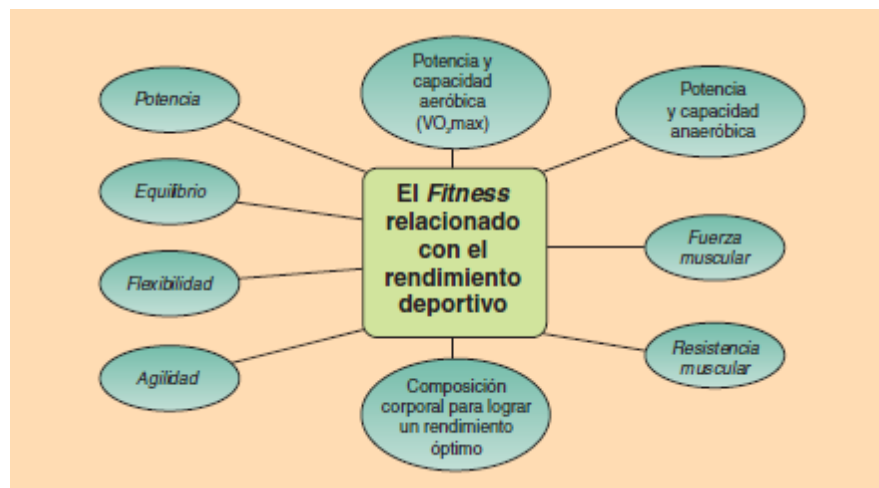 Potencia y
capacidad
aeróbica
(VO₂max)
Potencia
Potencia
y capacidad
anaeróbica
El Fitness
relacionado
con el
rendimiento
deportivo
Equilibrio
Fuerza
muscular
Flexibilidad
Resistencia
muscular
Agilidad
Composición
corporal para lograr
un rendimiento
óptimo